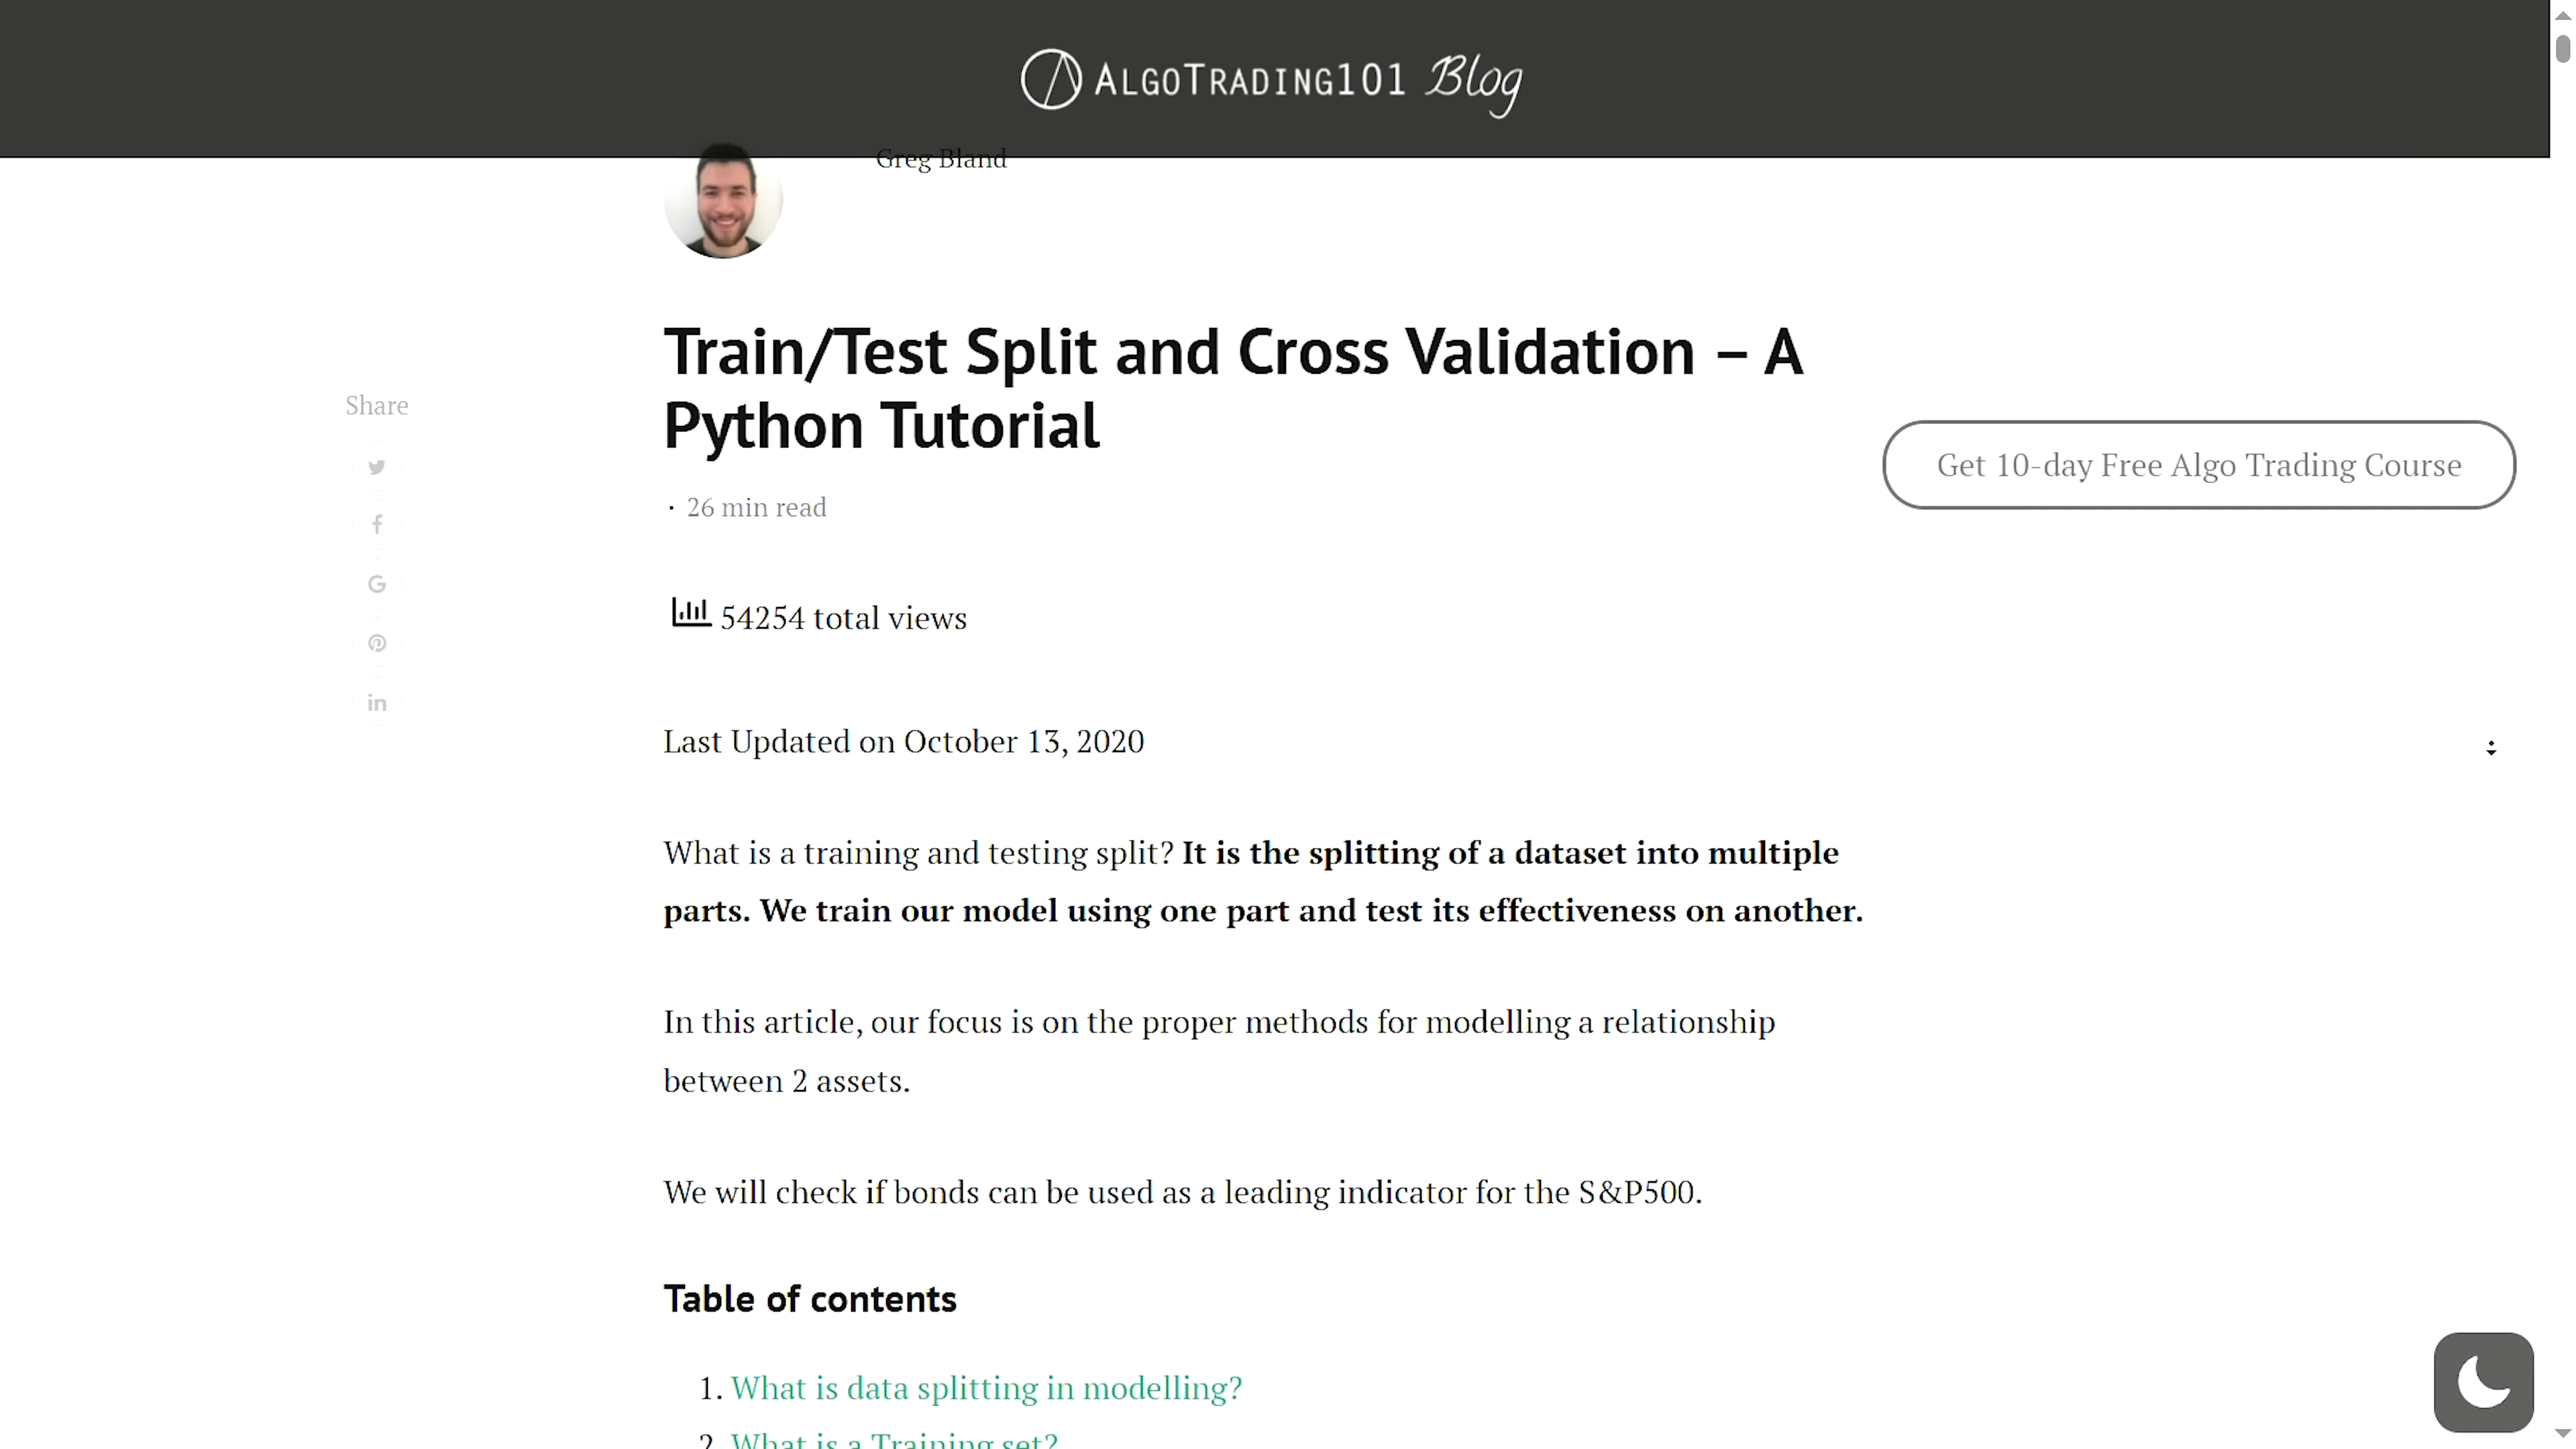 ALGOTRADING101 Blog
Greg Bland
Train/Test Split and Cross Validation – A
Python Tutorial
Share
Get 10-day Free Algo Trading Course
· 26 min read
54254 total views
Last Updated on October 13, 2020
What is a training and testing split? It is the splitting of a dataset into multiple
parts. We train our model using one part and test its effectiveness on another.
In this article, our focus is on the proper methods for modelling a relationship
between 2 assets.
We will check if bonds can be used as a leading indicator for the S&P500.
Table of contents
1. What is data splitting in modelling?
2. What is a Training set?